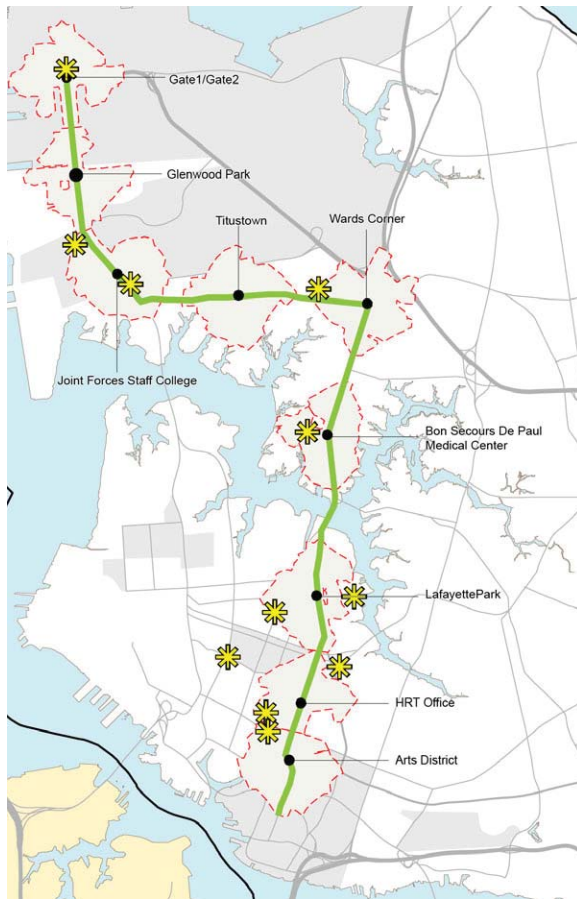 Gate1/Gate2
Glenwood Park
Titustown
Wards Corner
Joint Forces Staff College
Bon Secours De Paul
Medical Center
LafayettePark
HRT Office
Arts District